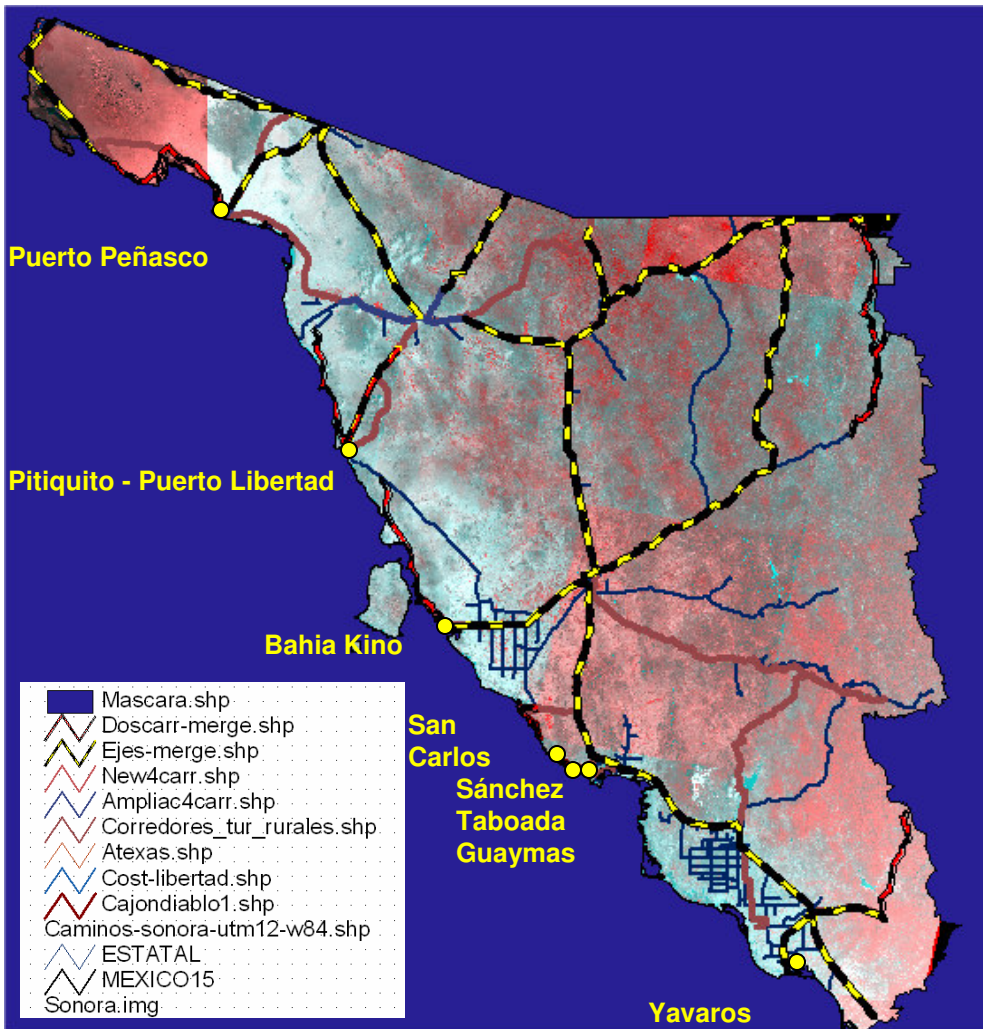 Puerto Peñasco
Pitiquito - Puerto Libertad
Bahia Kino
San
Carlos
Sánchez
Taboada
Guaymas
Yavaros
Mascara.shp
Doscarr-merge.shp
Ejes-merge.shp
New4carr.shp
Ampliac4carr.shp
Corredores_tur_rurales.shp
Atexas.shp
Cost-libertad.shp
Cajondiablo1.shp
Caminos-sonora-utm12-w84.shp
ESTATAL
MEXICO15
Sonora.img